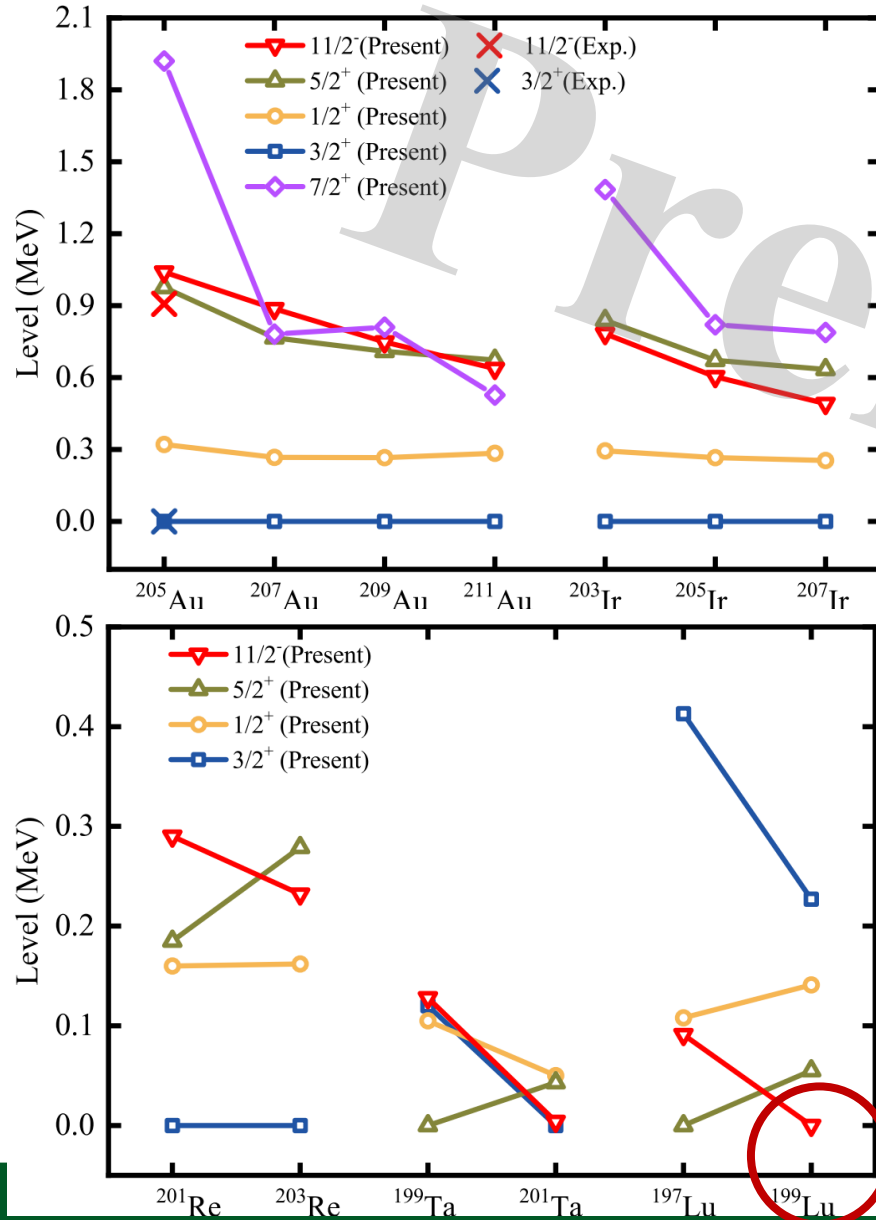 2.1
11/2⁻(Present) 11/2⁻(Exp.)
5/2⁺ (Present) 3/2⁺(Exp.)
1/2⁺ (Present)
3/2⁺ (Present)
7/2⁺ (Present)
1.8
1.5
1.2
0.9
0.6
0.3
0.0
Level (MeV)
Pre
²⁰⁵Au ²⁰⁷Au ²⁰⁹Au ²¹¹Au ²⁰³Ir ²⁰⁵Ir ²⁰⁷Ir
0.5
11/2⁻(Present)
5/2⁺ (Present)
1/2⁺ (Present)
3/2⁺ (Present)
0.4
0.3
0.2
0.1
0.0
Level (MeV)
²⁰¹Re ²⁰³Re ¹⁹⁹Ta ²⁰¹Ta ¹⁹⁷Lu ¹⁹⁹Lu